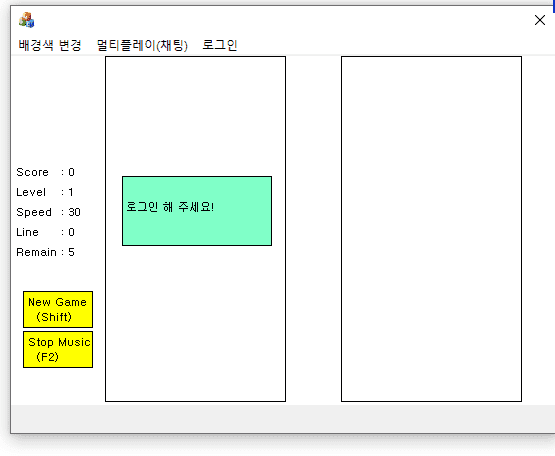 배경색 변경 멀티플레이(채팅) 로그인
Score : 0
Level : 1
Speed : 30
Line : 0
Remain : 5
로그인 해 주세요!
New Game
(Shift)
Stop Music
(F2)